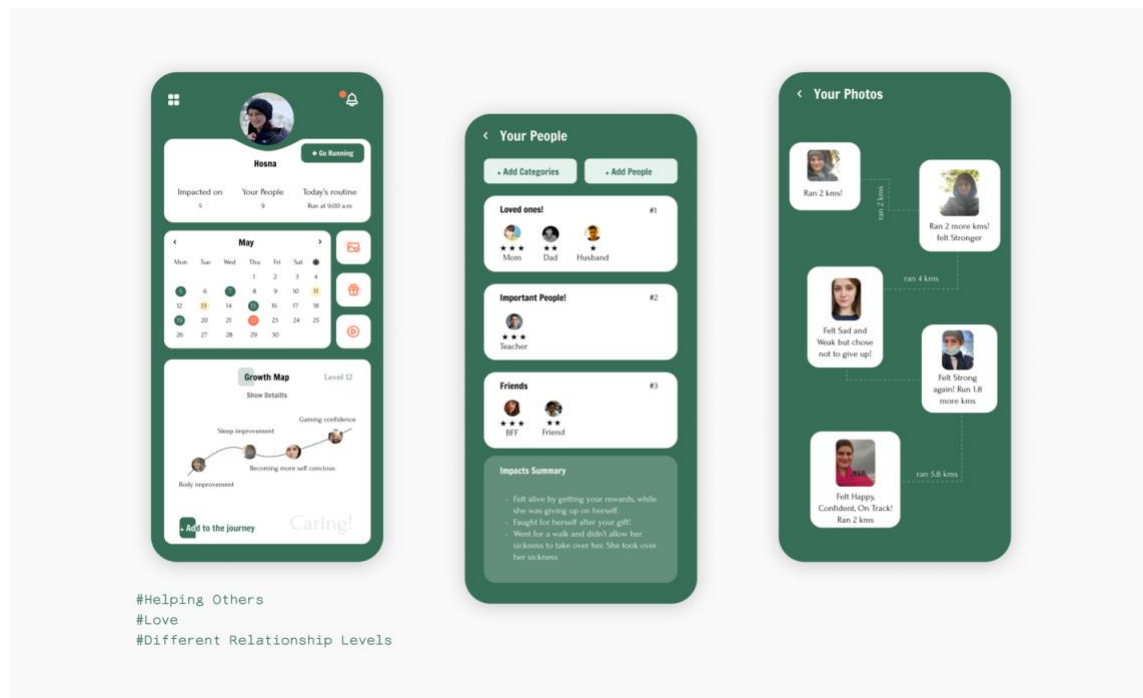 Hosna
+ Go Running
Impacted on
Your People
Today's routine
5
9
Run at 9:00 a.m
‹ May ›
Mon Tue Wed Thu Fri Sat
1 2 3 4
5 6 7 8 9 10 11
12 13 14 15 16 17 18
19 20 21 22 23 24 25
26 27 28 29 30
Growth Map
Level 12
Show Details
Gaining confidence
Sleep improvement
Becoming more self concious
Body improvement
+ Add to the journey
Caring!
#Helping Others
#Love
#Different Relationship Levels
‹ Your People
+ Add Categories
+ Add People
Loved ones!
#1
★★★ ★★ ★
Mom Dad Husband
Important People!
#2
★★★
Teacher
Friends
#3
★★★ ★★
BFF Friend
Impacts Summary
- Felt alive by getting your rewards, while
she was giving up on herself.
- Faught for herself after your gift!
- Went for a walk and didn't allow her
sickness to take over her. She took over
her sickness.
‹ Your Photos
Ran 2 kms!
ran 2 kms
Ran 2 more kms!
felt Stronger
ran 4 kms
Felt Sad and
Weak but chose
not to give up!
Felt Strong
again! Run 1.8
more kms
ran 5.8 kms
Felt Happy,
Confident, On Track!
Ran 2 kms